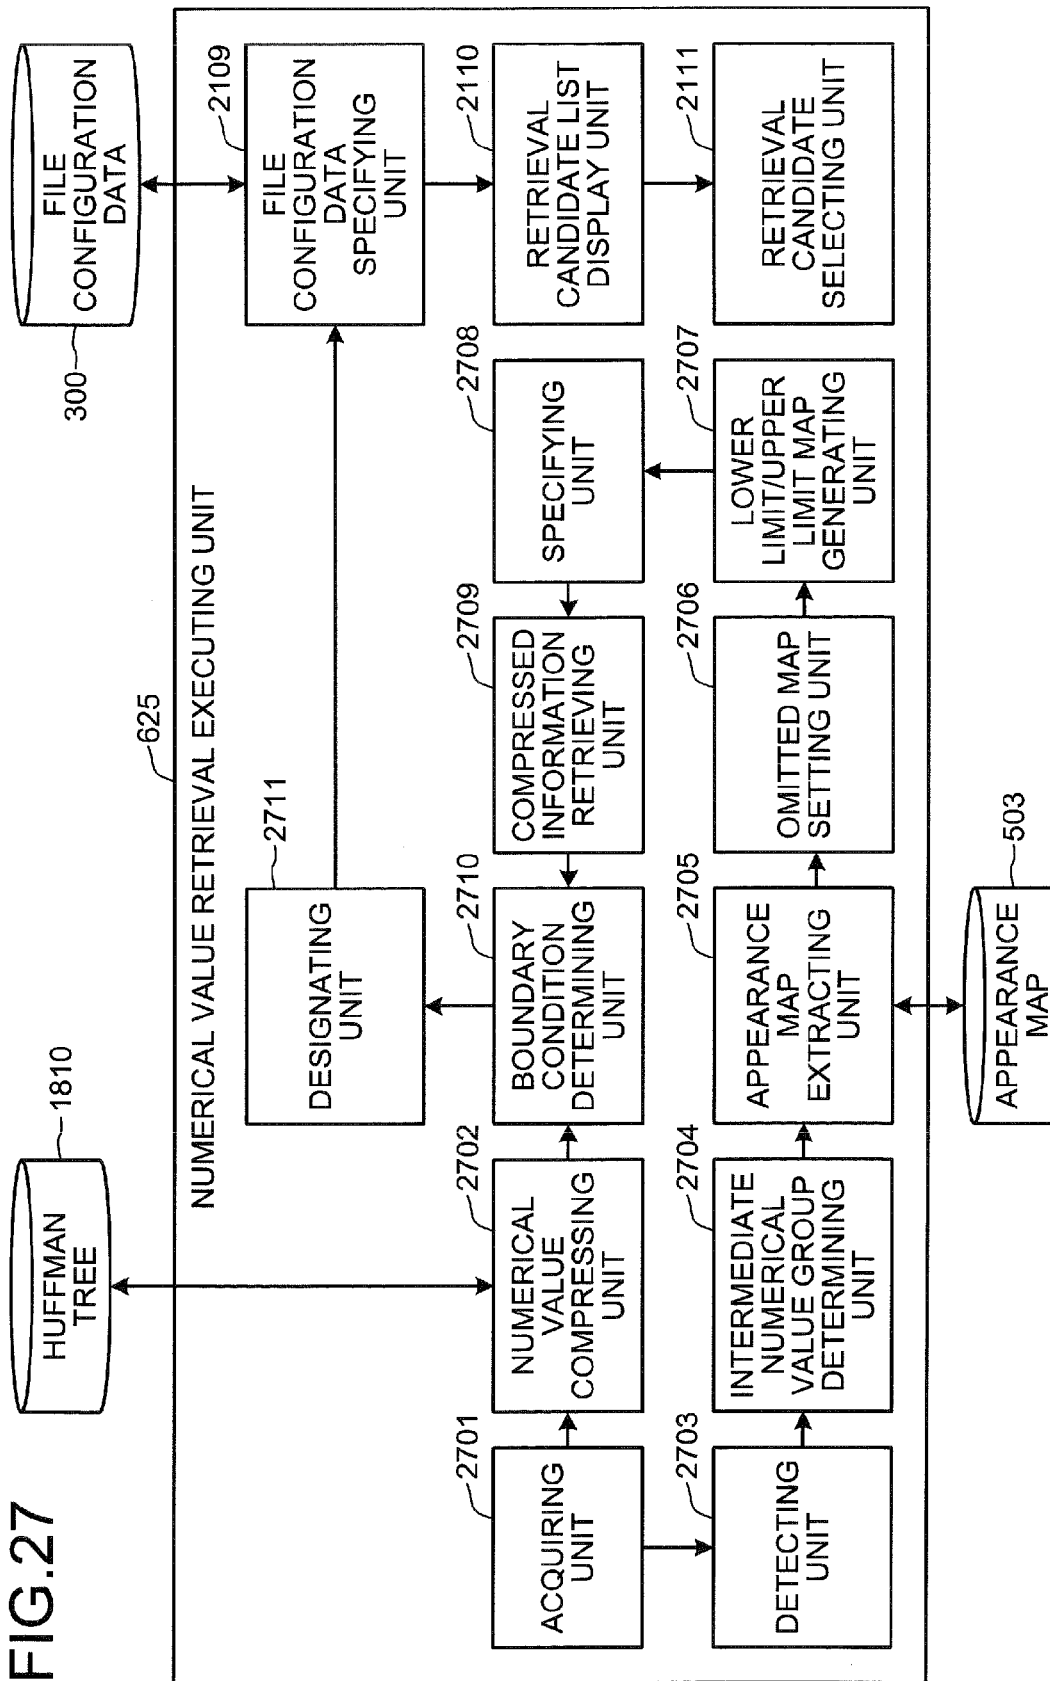 FIG.27
HUFFMAN
TREE
1810
FILE
CONFIGURATION
DATA
300
625
NUMERICAL VALUE RETRIEVAL EXECUTING UNIT
2711
DESIGNATING
UNIT
2109
FILE
CONFIGURATION
DATA
SPECIFYING
UNIT
2701
ACQUIRING
UNIT
2702
NUMERICAL
VALUE
COMPRESSING
UNIT
2710
BOUNDARY
CONDITION
DETERMINING
UNIT
2709
COMPRESSED
INFORMATION
RETRIEVING
UNIT
2708
SPECIFYING
UNIT
2110
RETRIEVAL
CANDIDATE LIST
DISPLAY UNIT
2703
DETECTING
UNIT
2704
INTERMEDIATE
NUMERICAL
VALUE GROUP
DETERMINING
UNIT
2705
APPEARANCE
MAP
EXTRACTING
UNIT
2706
OMITTED MAP
SETTING UNIT
2707
LOWER
LIMIT/UPPER
LIMIT MAP
GENERATING
UNIT
2111
RETRIEVAL
CANDIDATE
SELECTING UNIT
503
APPEARANCE
MAP